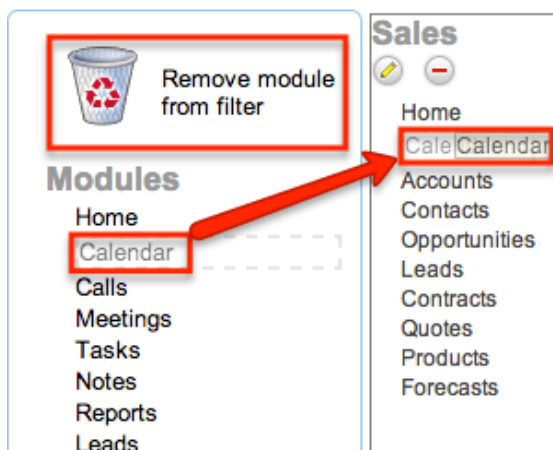 Remove module
from filter
Modules
Home
Calendar
Calls
Meetings
Tasks
Notes
Reports
Leads
Sales
Home
Cale Calendar
Accounts
Contacts
Opportunities
Leads
Contracts
Quotes
Products
Forecasts